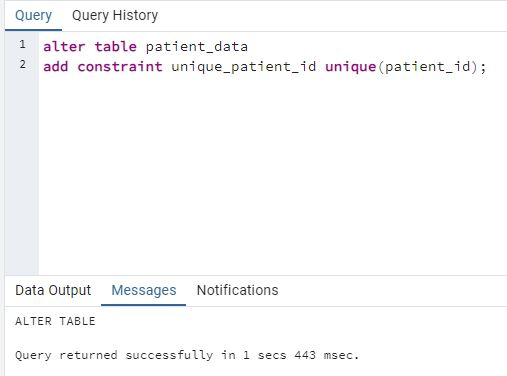 Query Query History
1 alter table patient_data
2 add constraint unique_patient_id unique(patient_id);
Data Output Messages Notifications
ALTER TABLE
Query returned successfully in 1 secs 443 msec.